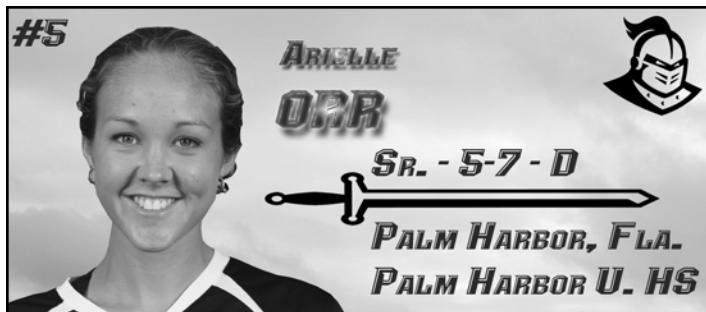 #5
Arielle
Orr
Sr. - 5-7 - D
Palm Harbor, Fla.
Palm Harbor U. HS